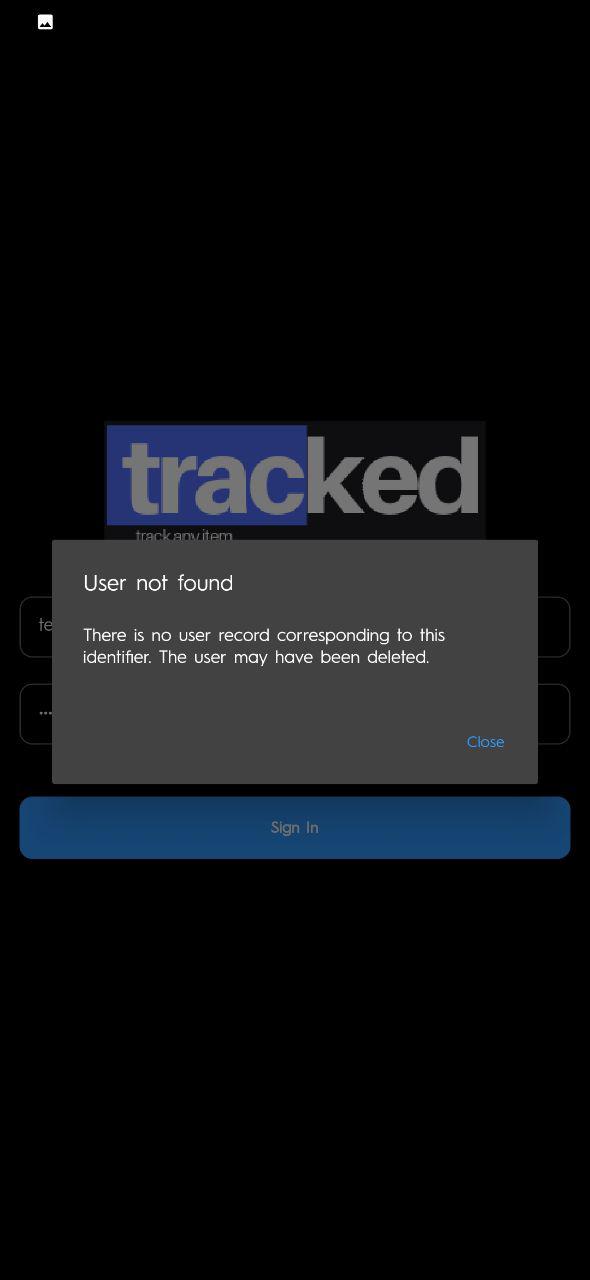 tracked
track any item
User not found
te
There is no user record corresponding to this
identifier. The user may have been deleted.
Close
Sign In